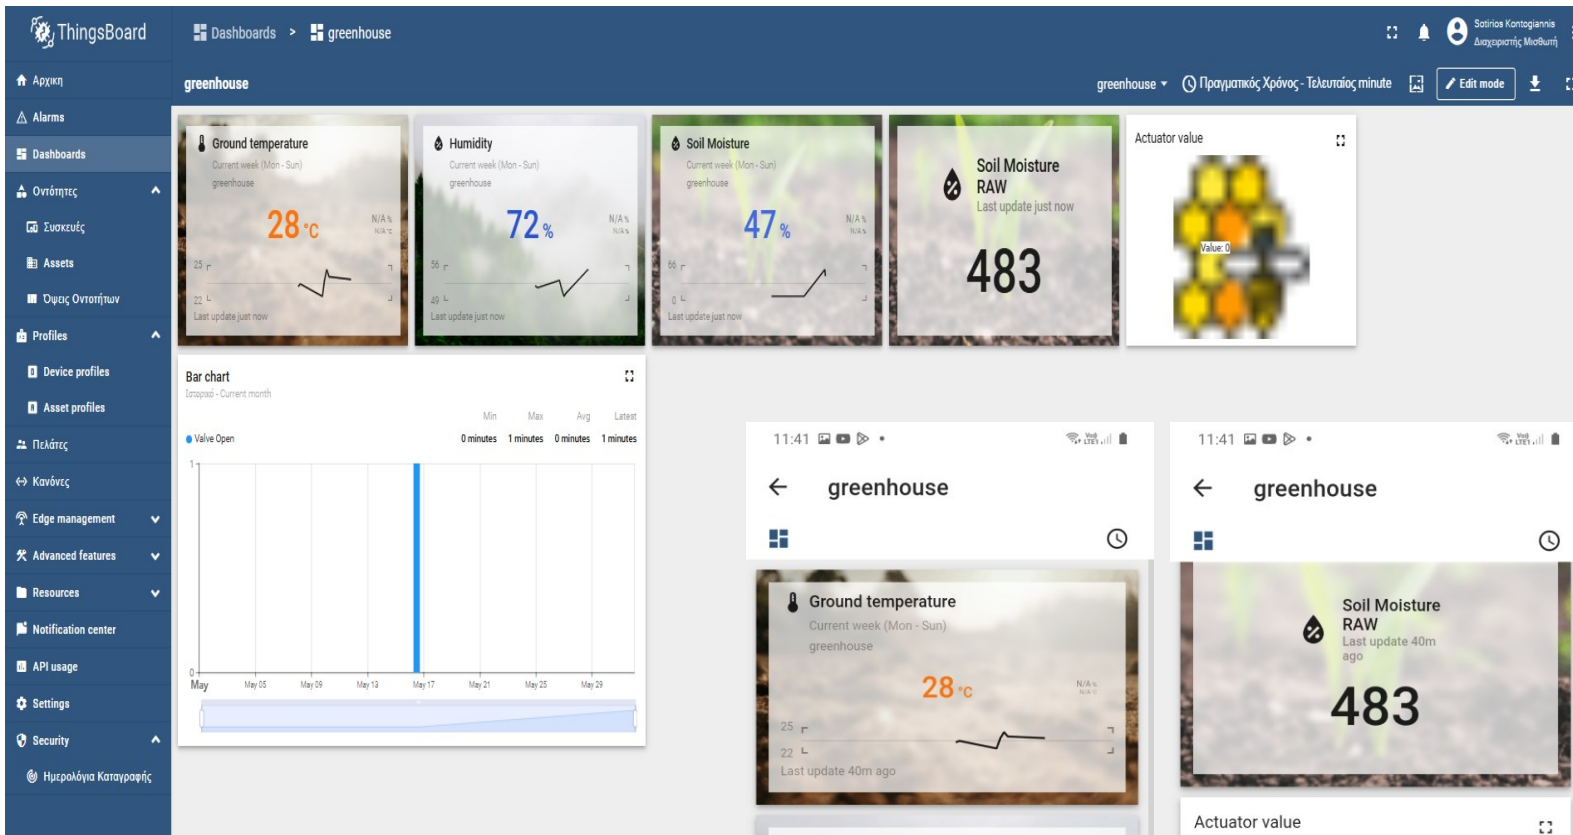 ThingsBoard
Dashboards > greenhouse
Sotirios Kontogiannis
Διαχειριστής Μισθωτή
Αρχικη
Alarms
Dashboards
Οντότητες
Συσκευές
Assets
Όψεις Οντοτήτων
Profiles
Device profiles
Asset profiles
Πελάτες
Κανόνες
Edge management
Advanced features
Resources
Notification center
API usage
Settings
Security
Ημερολόγια Καταγραφής
greenhouse
greenhouse
Πραγματικός Χρόνος - Τελευταίος minute
Edit mode
Ground temperature
Current week (Mon - Sun)
greenhouse
28 °C
N/A %
N/A °C
25
22
Last update just now
Humidity
Current week (Mon - Sun)
greenhouse
72 %
N/A %
N/A %
56
49
Last update just now
Soil Moisture
Current week (Mon - Sun)
greenhouse
47 %
N/A %
N/A %
66
0
Last update just now
Soil Moisture
RAW
Last update just now
483
Actuator value
Value: 0
Bar chart
Ιστορικό - Current month
Min Max Avg Latest
Valve Open 0 minutes 1 minutes 0 minutes 1 minutes
1
0
May May 05 May 09 May 13 May 17 May 21 May 25 May 29
11:41
greenhouse
Ground temperature
Current week (Mon - Sun)
greenhouse
28 °C
N/A %
25
22
Last update 40m ago
11:41
greenhouse
Soil Moisture
RAW
Last update 40m
ago
483
Actuator value